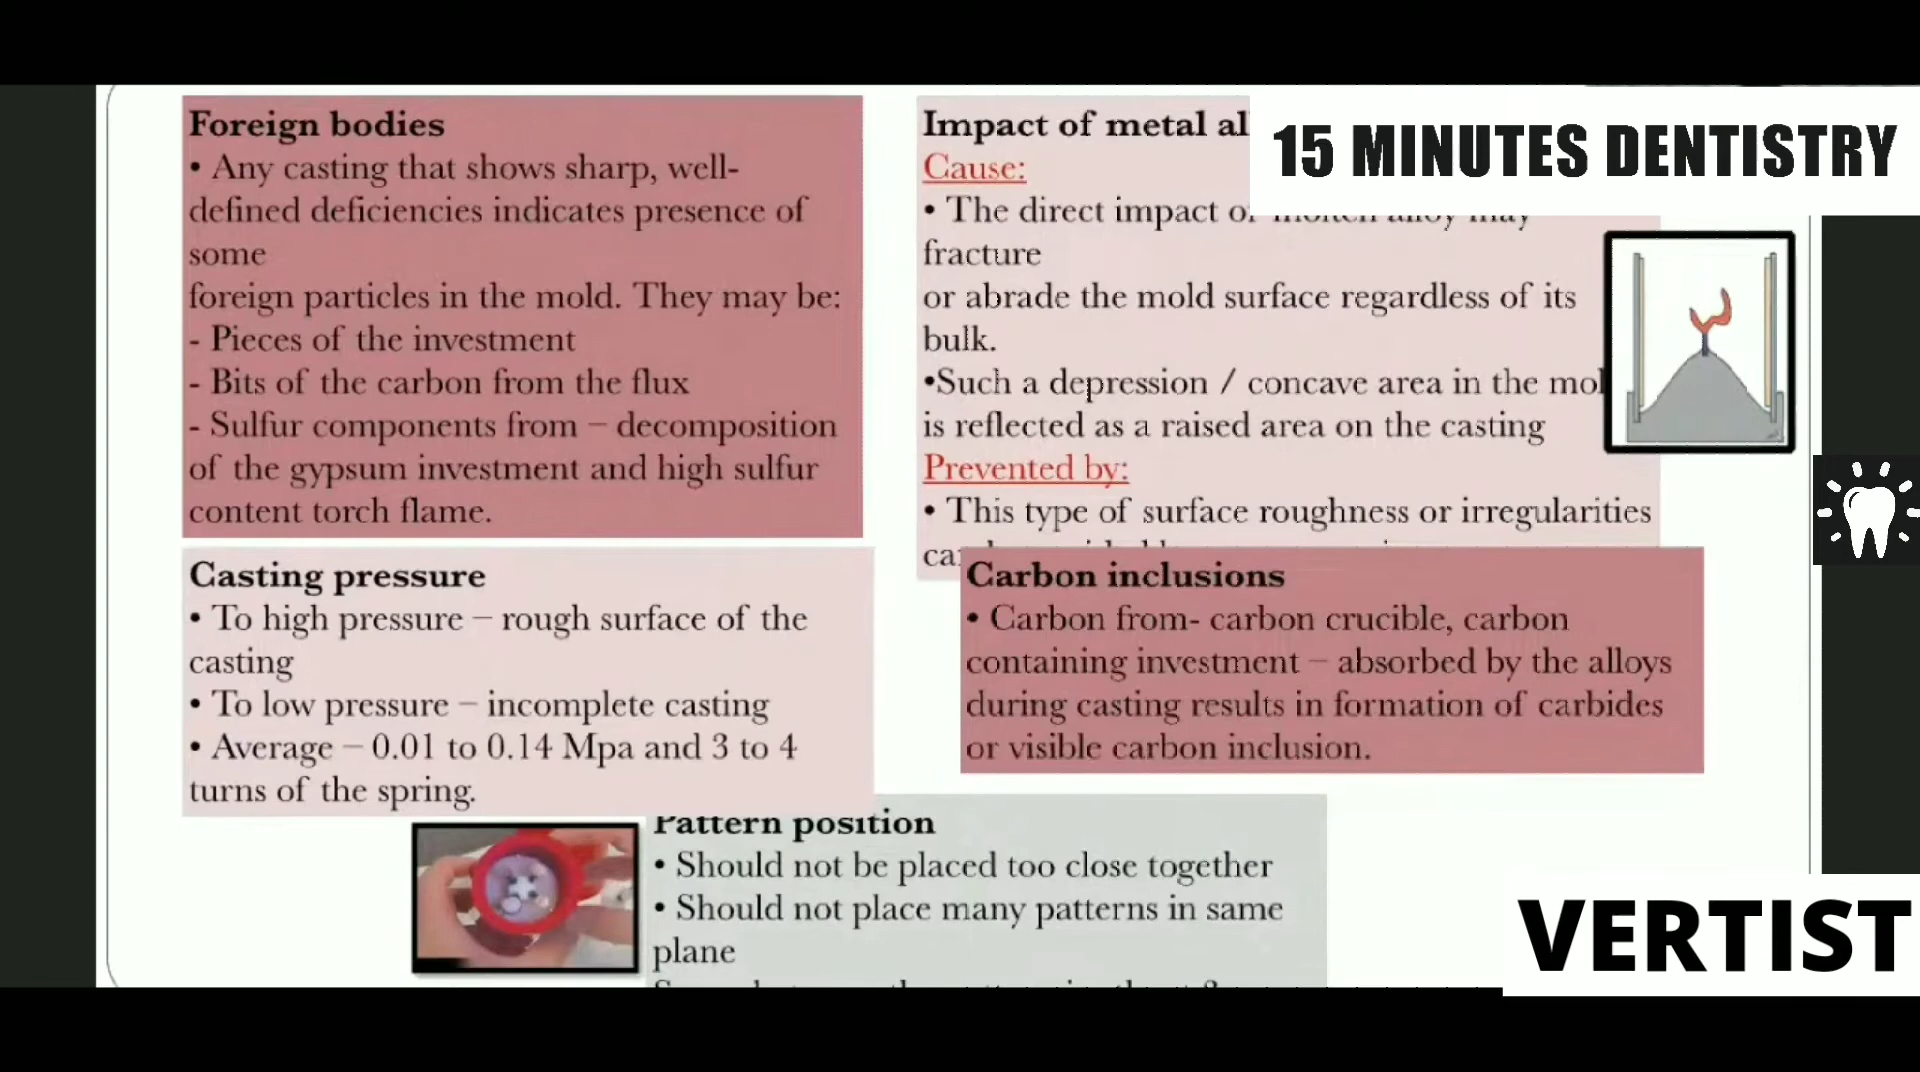 Foreign bodies
• Any casting that shows sharp, well-
defined deficiencies indicates presence of
some
foreign particles in the mold. They may be:
- Pieces of the investment
- Bits of the carbon from the flux
- Sulfur components from – decomposition
of the gypsum investment and high sulfur
content torch flame.
Impact of metal al
Cause:
• The direct impact of molten alloy may
fracture
or abrade the mold surface regardless of its
bulk.
•Such a depression / concave area in the mol
is reflected as a raised area on the casting
Prevented by:
• This type of surface roughness or irregularities
15 MINUTES DENTISTRY
Casting pressure
• To high pressure – rough surface of the
casting
• To low pressure – incomplete casting
• Average – 0.01 to 0.14 Mpa and 3 to 4
turns of the spring.
Carbon inclusions
• Carbon from- carbon crucible, carbon
containing investment – absorbed by the alloys
during casting results in formation of carbides
or visible carbon inclusion.
Pattern position
• Should not be placed too close together
• Should not place many patterns in same
plane
VERTIST